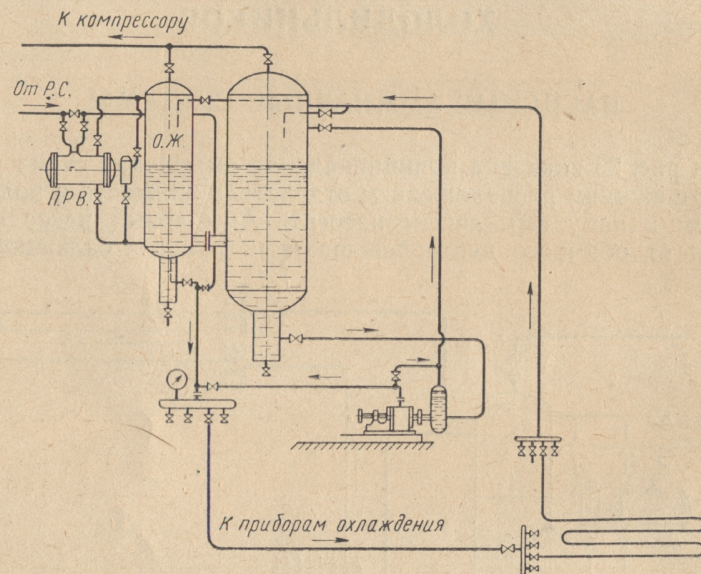 К компрессору
От Р.С.
О.Ж.
П.Р.В.
К приборам охлаждения